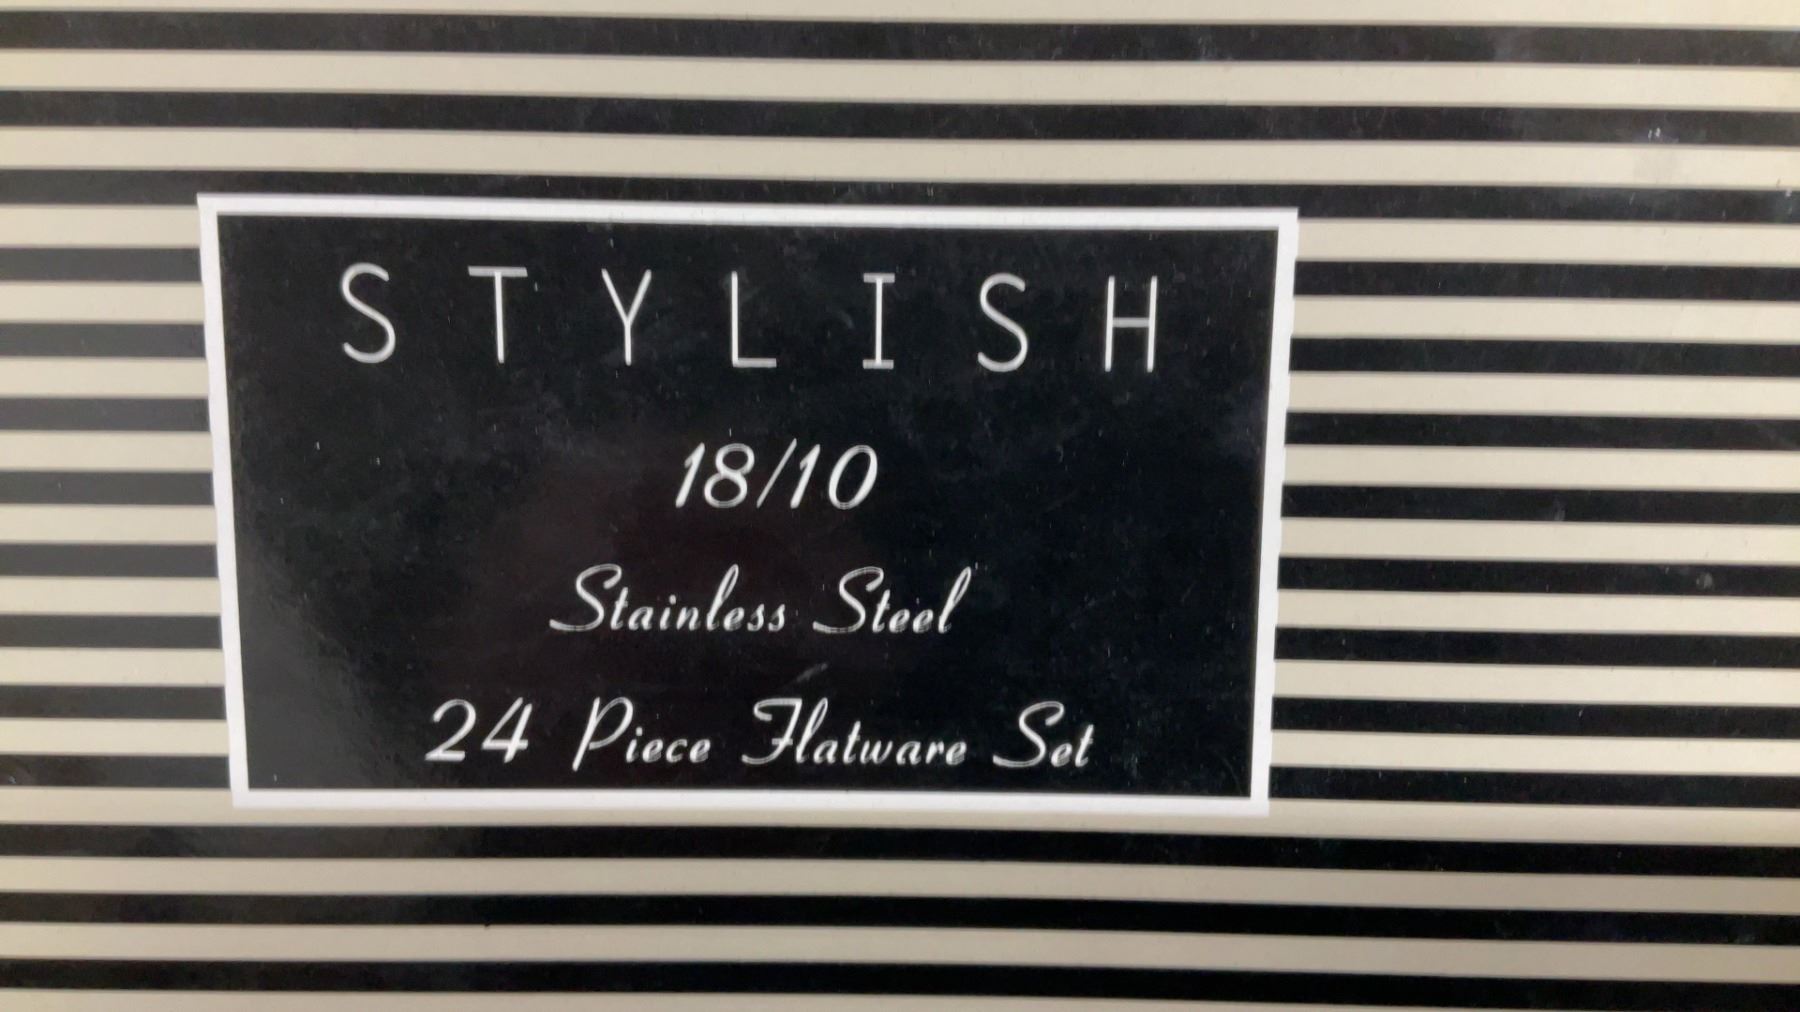 STYLISH
18/10
Stainless Steel
24 Piece Flatware Set